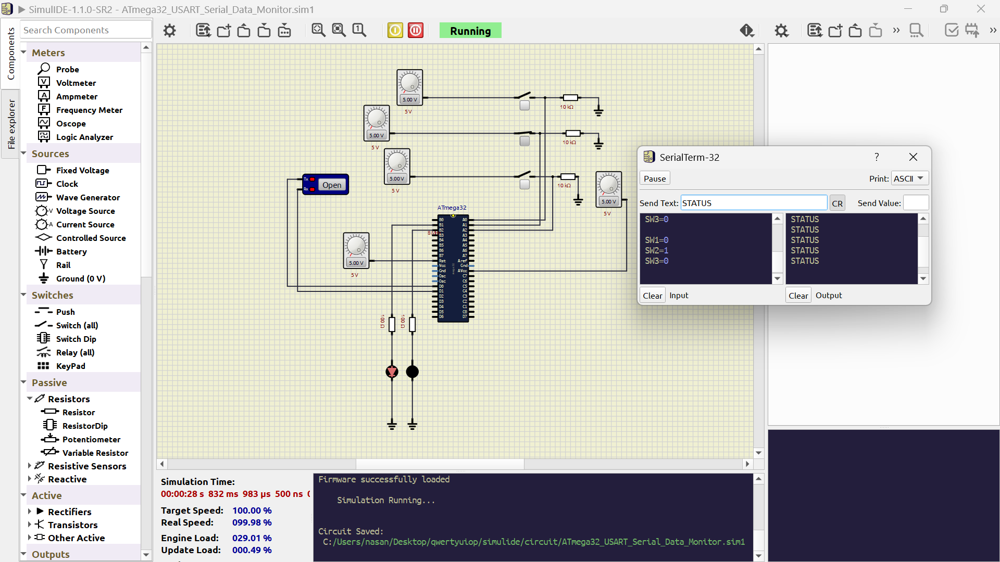 SimulIDE-1.1.0-SR2 - ATmega32_USART_Serial_Data_Monitor.sim1
Components
File explorer
Search Components
Meters
Probe
Voltmeter
Ampmeter
Frequency Meter
Oscope
Logic Analyzer
Sources
Fixed Voltage
Clock
Wave Generator
Voltage Source
Current Source
Controlled Source
Battery
Rail
Ground (0 V)
Switches
Push
Switch (all)
Switch Dip
Relay (all)
KeyPad
Passive
Resistors
Resistor
ResistorDip
Potentiometer
Variable Resistor
Resistive Sensors
Reactive
Active
Rectifiers
Transistors
Other Active
Outputs
Running
5.00 V
5 V
5.00 V
5 V
5.00 V
5 V
10 kΩ
10 kΩ
10 kΩ
5.00 V
5 V
Tx
Rx
Open
5.00 V
5 V
ATmega32
B0 A0
B1 A1
B2 A2
B3 A3
B4 A4
B5 A5
B6 A6
B7 A7
Rst Aref
Vcc Gnd
Gnd AVcc
Osc C7
Osc C6
D0 C5
D1 C4
D2 C3
D3 C2
D4 C1
D5 C0
D6 D7
100 Ω
100 Ω
SerialTerm-32
?
Pause
Print: ASCII
Send Text: STATUS
CR
Send Value:
SW3=0
SW1=0
SW2=1
SW3=0
STATUS
STATUS
STATUS
STATUS
STATUS
Clear Input
Clear Output
Simulation Time:
00:00:28 s 832 ms 983 µs 500 ns
Target Speed: 100.00 %
Real Speed: 099.98 %
Engine Load: 029.01 %
Update Load: 000.49 %
Firmware successfully loaded
Simulation Running...
Circuit Saved:
C:/Users/nasan/Desktop/qwertyuiop/simulide/circuit/ATmega32_USART_Serial_Data_Monitor.sim1